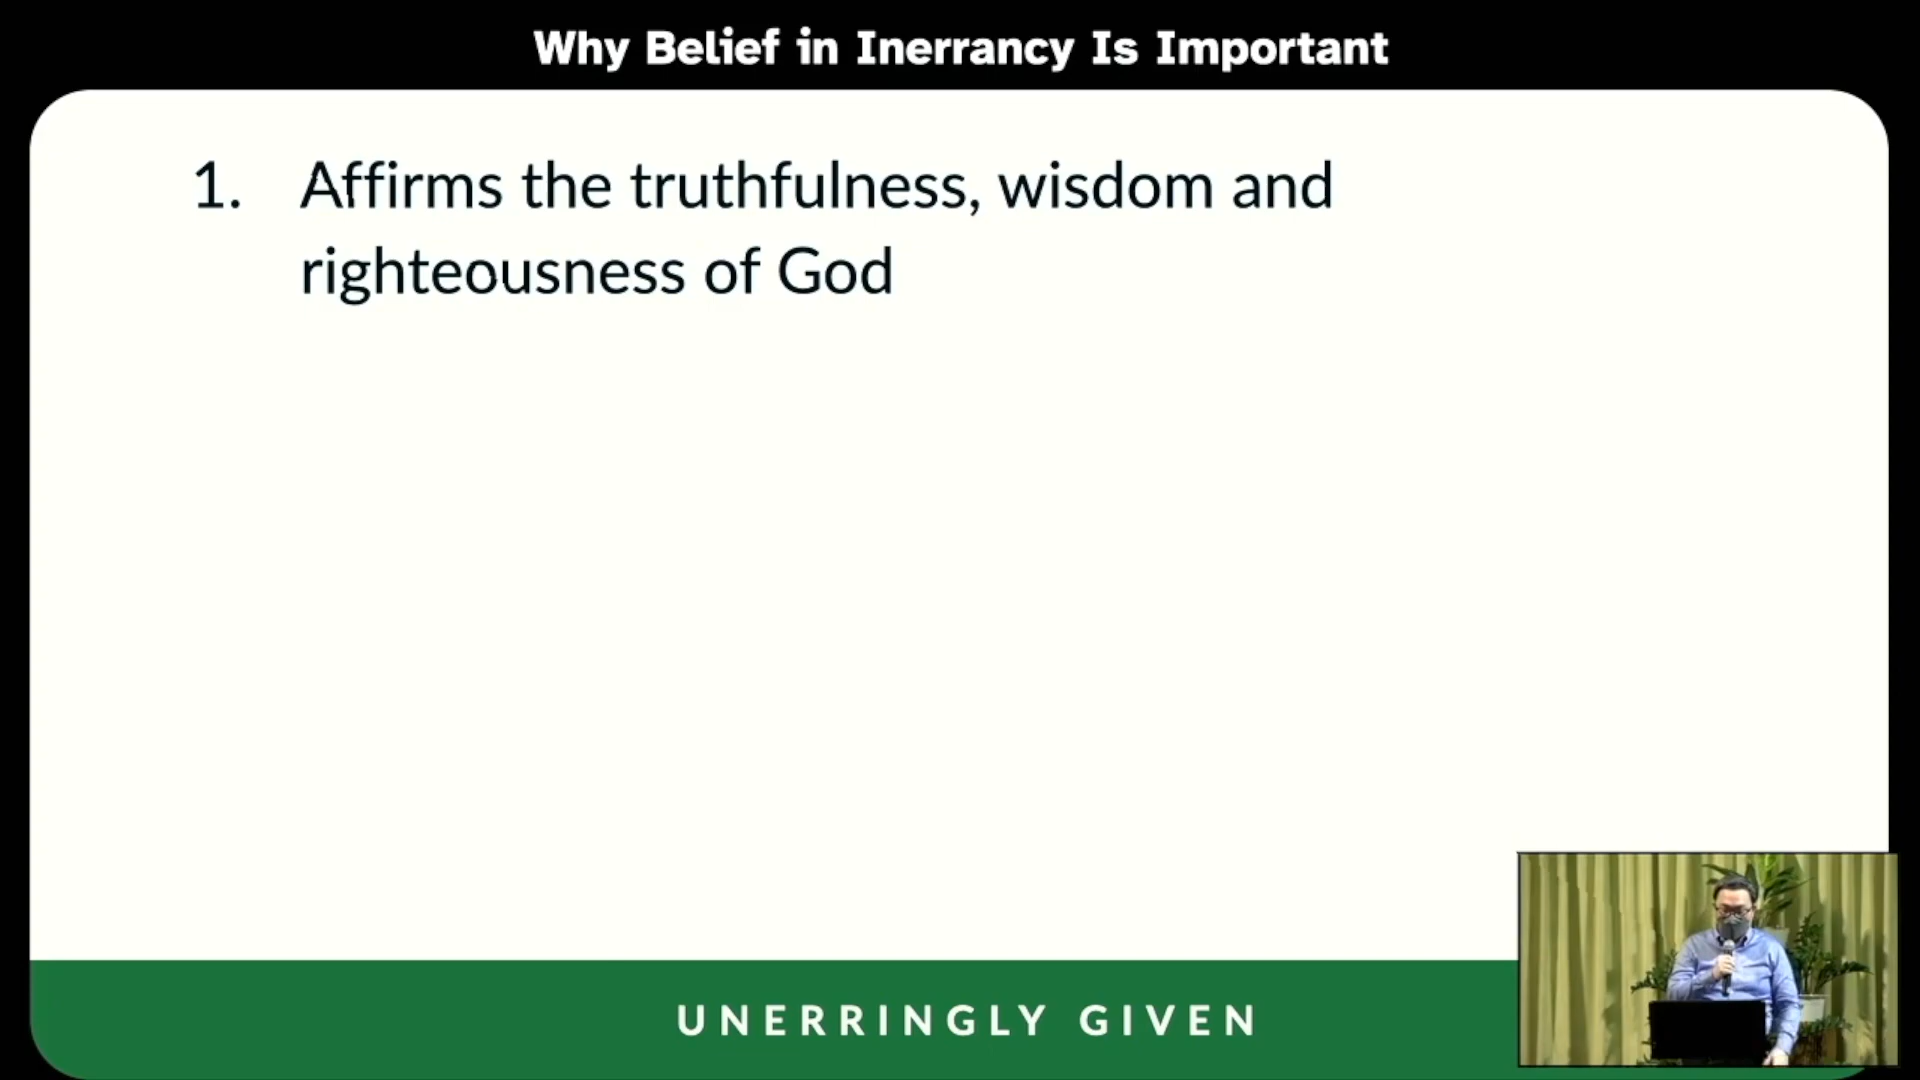 Why Belief in Inerrancy Is Important
1. Affirms the truthfulness, wisdom and
righteousness of God
UNERRINGLY GIVEN